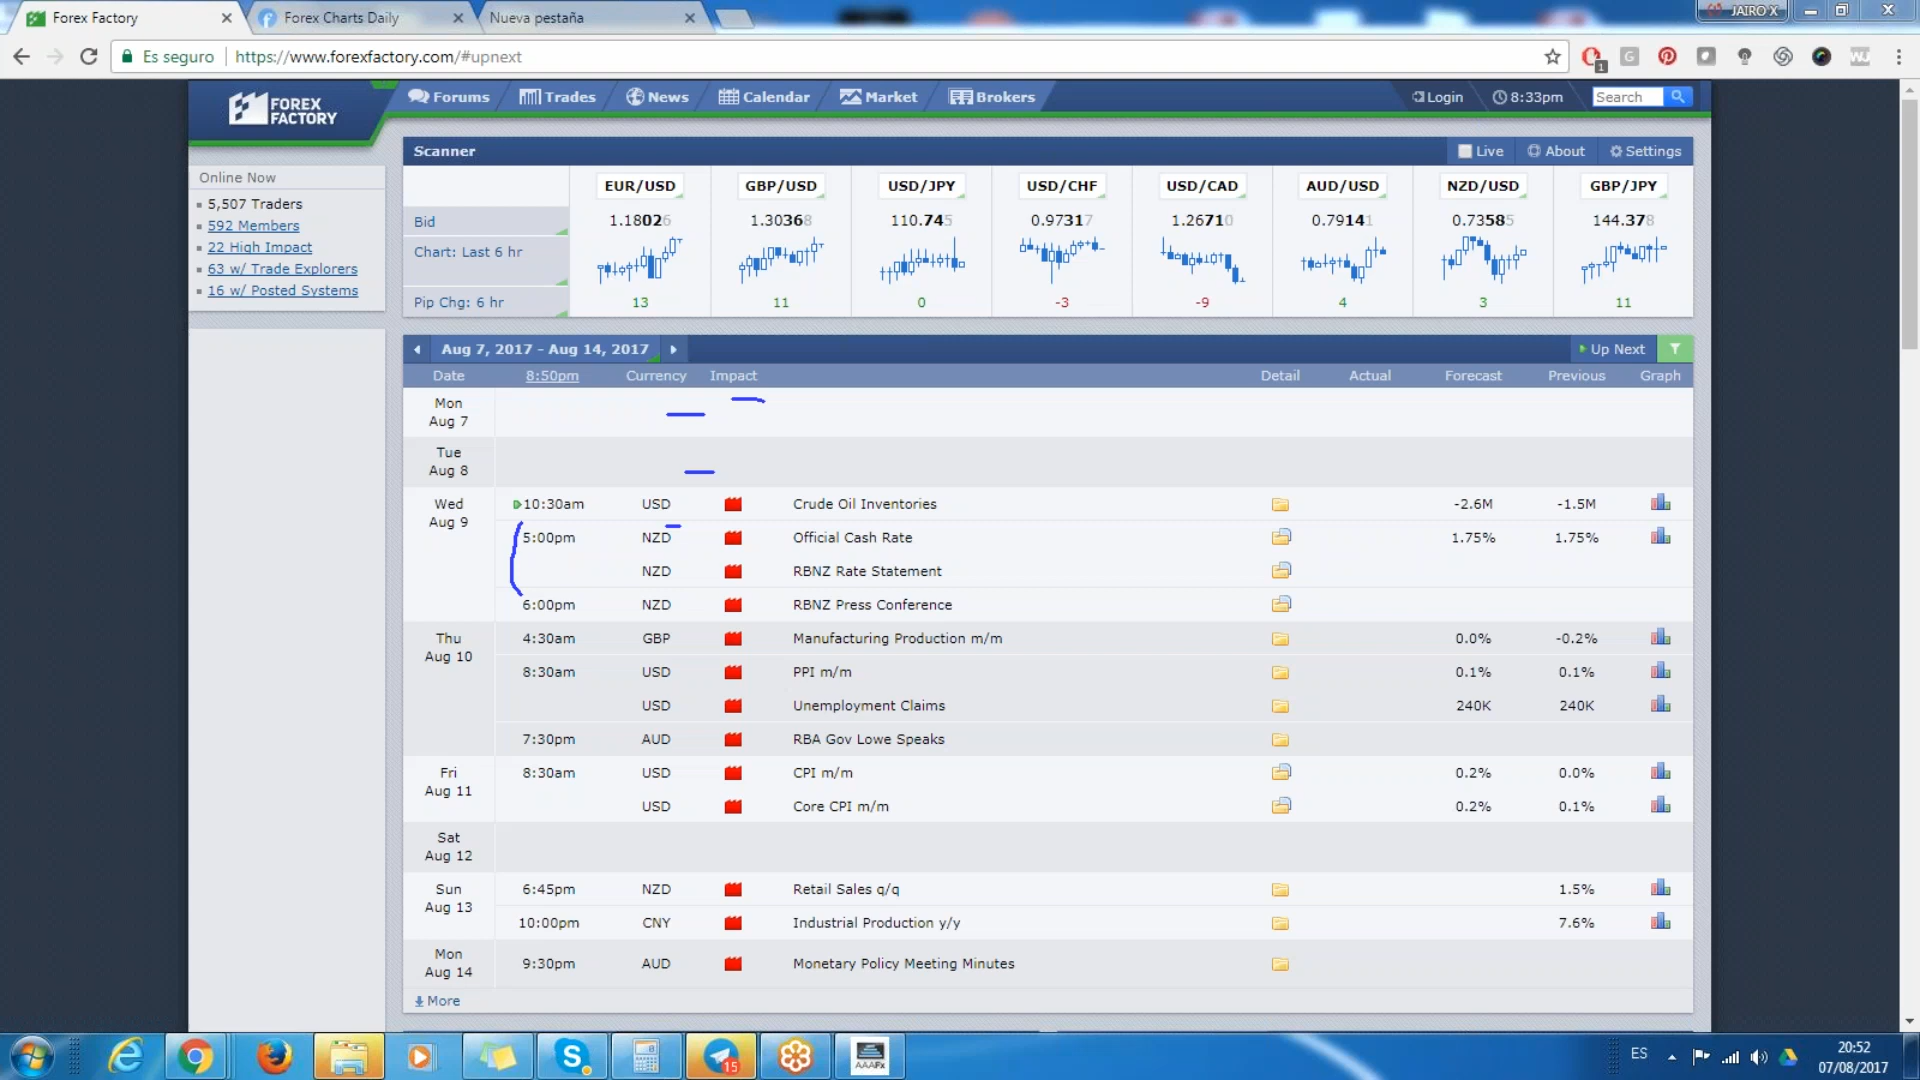 Forex Factory
Forex Charts Daily
Nueva pestaña
JAIRO X
Es seguro
https://www.forexfactory.com/#upnext
1
FOREX FACTORY
Forums
Trades
News
Calendar
Market
Brokers
Login
8:33pm
Search
Online Now
5,507 Traders
592 Members
22 High Impact
63 w/ Trade Explorers
16 w/ Posted Systems
Scanner
Live
About
Settings
EUR/USD GBP/USD USD/JPY USD/CHF USD/CAD AUD/USD NZD/USD GBP/JPY
Bid 1.18026 1.30368 110.745 0.97317 1.26710 0.79141 0.73585 144.378
Chart: Last 6 hr
Pip Chg: 6 hr 13 11 0 -3 -9 4 3 11
Aug 7, 2017 - Aug 14, 2017
Up Next
Date 8:50pm Currency Impact Detail Actual Forecast Previous Graph
Mon Aug 7
Tue Aug 8
Wed Aug 9 10:30am USD Crude Oil Inventories -2.6M -1.5M
5:00pm NZD Official Cash Rate 1.75% 1.75%
NZD RBNZ Rate Statement
6:00pm NZD RBNZ Press Conference
Thu Aug 10 4:30am GBP Manufacturing Production m/m 0.0% -0.2%
8:30am USD PPI m/m 0.1% 0.1%
USD Unemployment Claims 240K 240K
7:30pm AUD RBA Gov Lowe Speaks
Fri Aug 11 8:30am USD CPI m/m 0.2% 0.0%
USD Core CPI m/m 0.2% 0.1%
Sat Aug 12
Sun Aug 13 6:45pm NZD Retail Sales q/q 1.5%
10:00pm CNY Industrial Production y/y 7.6%
Mon Aug 14 9:30pm AUD Monetary Policy Meeting Minutes
More
15
AAAFx
ES
20:52
07/08/2017